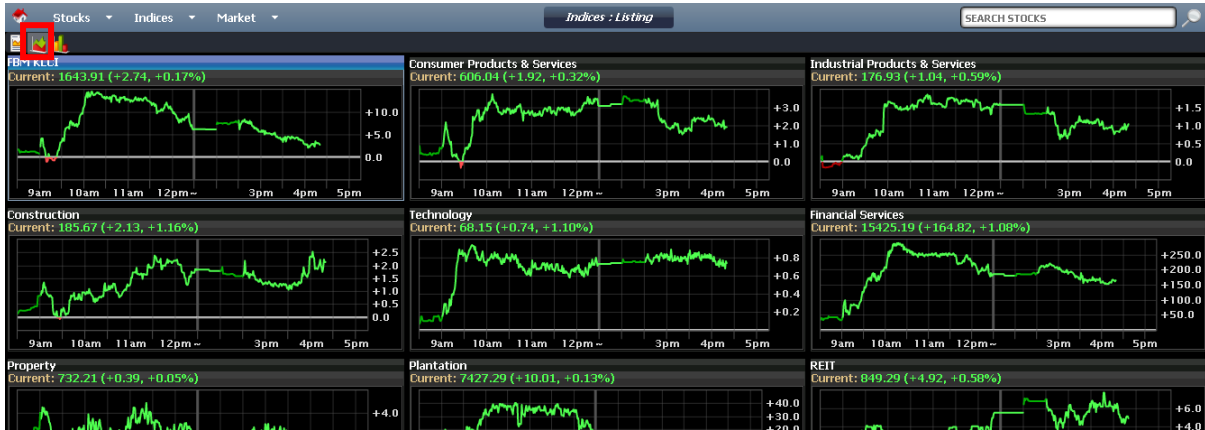 Stocks Indices Market Indices : Listing SEARCH STOCKS
FBM KLCI
Current: 1643.91 (+2.74, +0.17%)
+10.0
+5.0
0.0
9am 10am 11am 12pm~ 3pm 4pm 5pm
Consumer Products & Services
Current: 606.04 (+1.92, +0.32%)
+3.0
+2.0
+1.0
0.0
9am 10am 11am 12pm~ 3pm 4pm 5pm
Industrial Products & Services
Current: 176.93 (+1.04, +0.59%)
+1.5
+1.0
+0.5
0.0
9am 10am 11am 12pm~ 3pm 4pm 5pm
Construction
Current: 185.67 (+2.13, +1.16%)
+2.5
+2.0
+1.5
+1.0
+0.5
0.0
9am 10am 11am 12pm~ 3pm 4pm 5pm
Technology
Current: 68.15 (+0.74, +1.10%)
+0.8
+0.6
+0.4
+0.2
9am 10am 11am 12pm~ 3pm 4pm 5pm
Financial Services
Current: 15425.19 (+164.82, +1.08%)
+250.0
+200.0
+150.0
+100.0
+50.0
9am 10am 11am 12pm~ 3pm 4pm 5pm
Property
Current: 732.21 (+0.39, +0.05%)
+4.0
Plantation
Current: 7427.29 (+10.01, +0.13%)
+40.0
+30.0
+20.0
REIT
Current: 849.29 (+4.92, +0.58%)
+6.0
+4.0